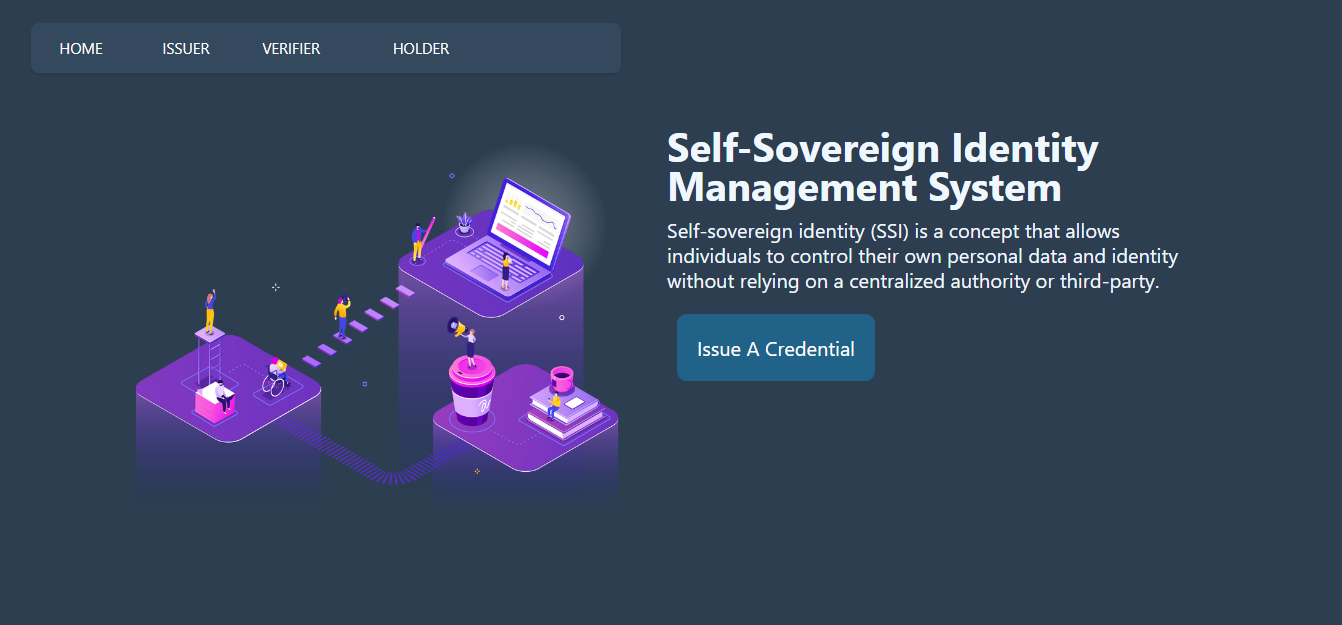 HOME ISSUER VERIFIER HOLDER
Self-Sovereign Identity
Management System
Self-sovereign identity (SSI) is a concept that allows
individuals to control their own personal data and identity
without relying on a centralized authority or third-party.
Issue A Credential